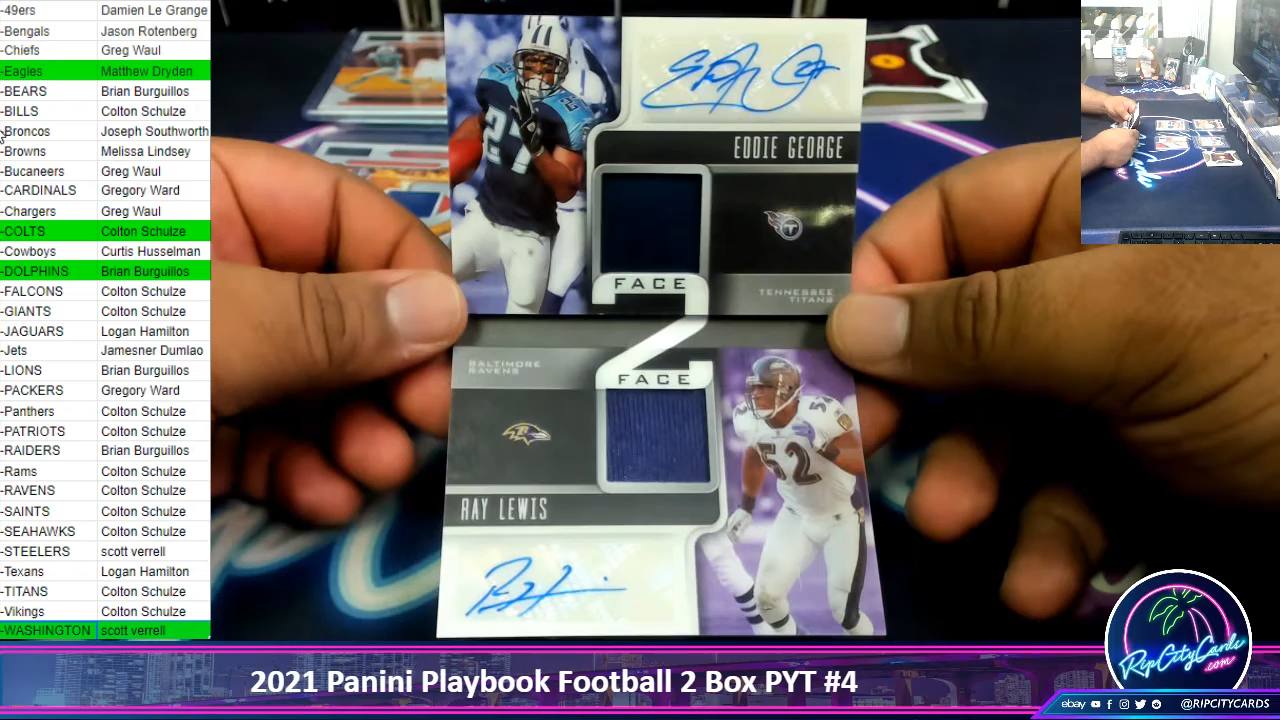 -49ers Damien Le Grange
-Bengals Jason Rotenberg
-Chiefs Greg Waul
-Eagles Matthew Dryden
-BEARS Brian Burguillos
-BILLS Colton Schulze
-Broncos Joseph Southworth
-Browns Melissa Lindsey
-Bucaneers Greg Waul
-CARDINALS Gregory Ward
-Chargers Greg Waul
-COLTS Colton Schulze
-Cowboys Curtis Husselman
-DOLPHINS Brian Burguillos
-FALCONS Colton Schulze
-GIANTS Colton Schulze
-JAGUARS Logan Hamilton
-Jets Jamesner Dumlao
-LIONS Brian Burguillos
-PACKERS Gregory Ward
-Panthers Colton Schulze
-PATRIOTS Colton Schulze
-RAIDERS Brian Burguillos
-Rams Colton Schulze
-RAVENS Colton Schulze
-SAINTS Colton Schulze
-SEAHAWKS Colton Schulze
-STEELERS scott verrell
-Texans Logan Hamilton
-TITANS Colton Schulze
-Vikings Colton Schulze
-WASHINGTON scott verrell
EDDIE GEORGE
27
T
FACE
TENNESSEE
TITANS
2
BALTIMORE
RAVENS
FACE
52
RAY LEWIS
RipCityCards
.com
2021 Panini Playbook Football 2 Box PYT #4
ebay @RIPCITYCARDS